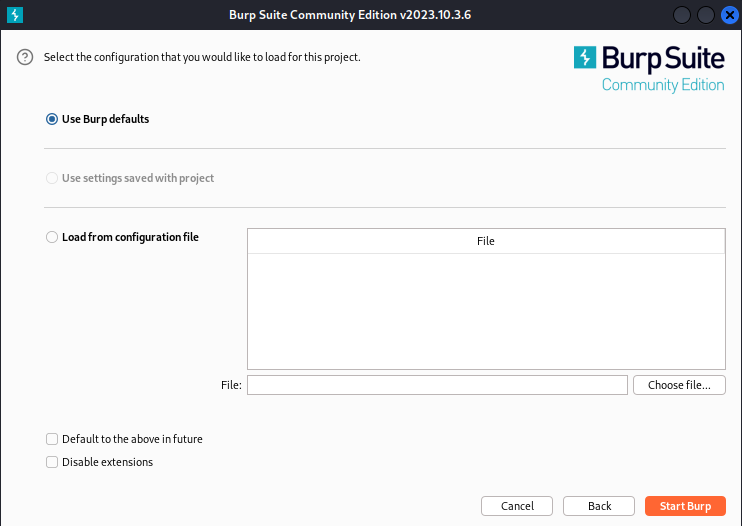 Burp Suite Community Edition v2023.10.3.6
Select the configuration that you would like to load for this project.
Burp Suite
Community Edition
Use Burp defaults
Use settings saved with project
Load from configuration file
File
File:
Choose file...
Default to the above in future
Disable extensions
Cancel
Back
Start Burp